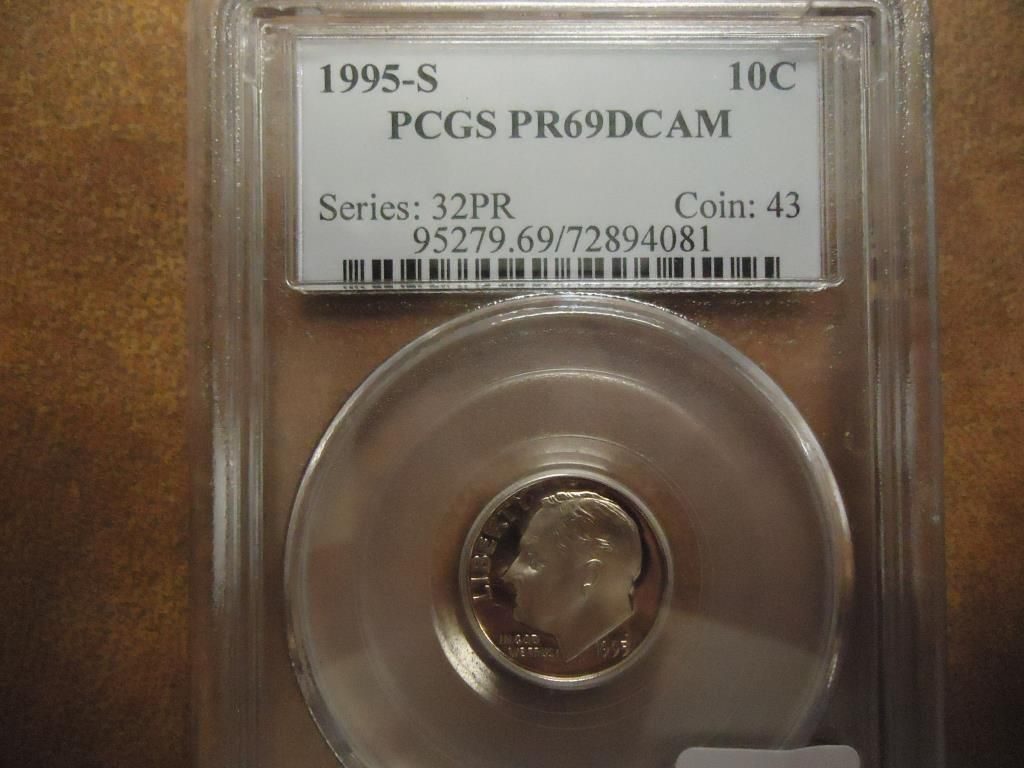 1995-S 10C
PCGS PR69DCAM
Series: 32PR Coin: 43
95279.69/72894081
LIBERTY
IN GOD
WE TRUST
1995